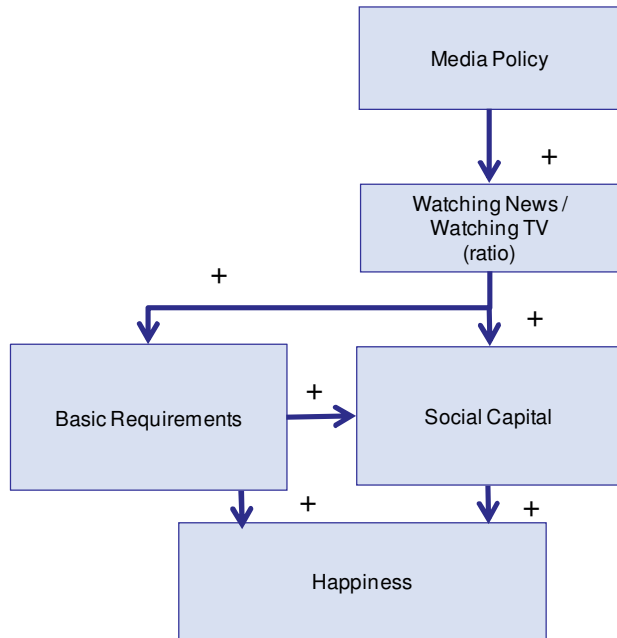 Media Policy
+
Watching News /
Watching TV
(ratio)
+
+
Basic Requirements
+
Social Capital
+
+
Happiness